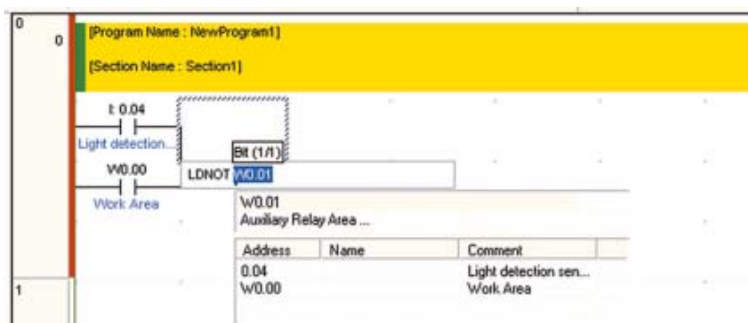 0
0
[Program Name : NewProgram1]
[Section Name : Section1]
I: 0.04
Light detection...
Bit (1/1)
W0.00
LDNOT W0.01
Work Area
W0.01
Auxiliary Relay Area ...
Address Name Comment
0.04 Light detection sen...
W0.00 Work Area
1